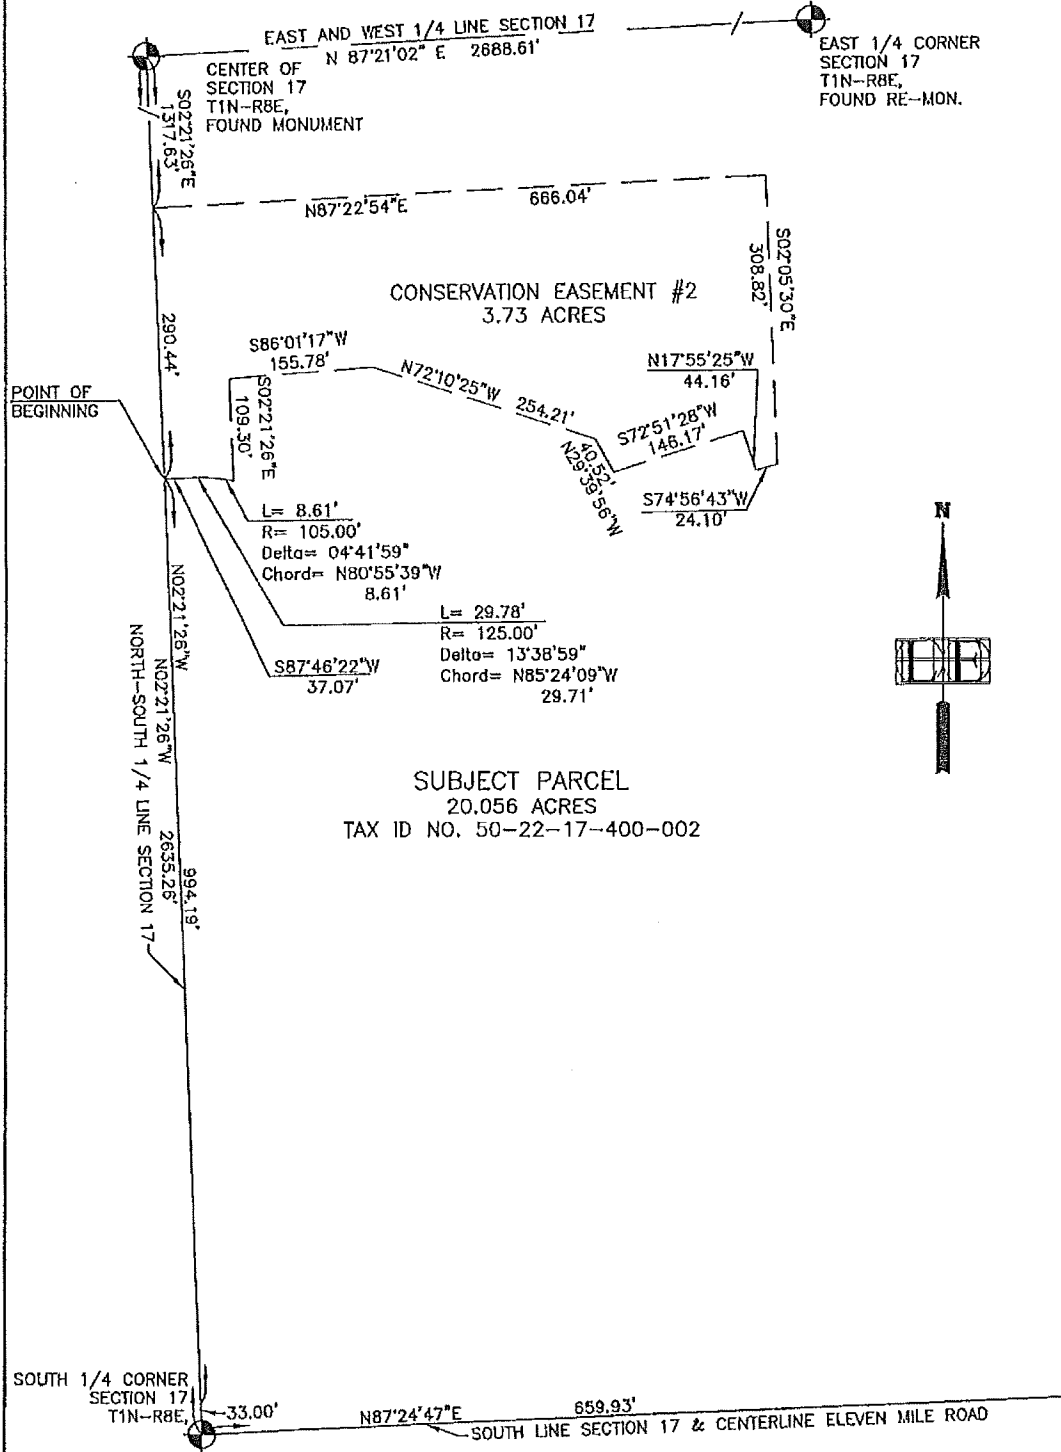 EAST AND WEST 1/4 LINE SECTION 17
N 87°21'02" E 2688.61'
CENTER OF
SECTION 17
T1N-R8E,
FOUND MONUMENT
EAST 1/4 CORNER
SECTION 17
T1N-R8E,
FOUND RE-MON.
S02°21'26"E
1317.63'
N87°22'54"E
666.04'
S02°05'30"E
308.82'
CONSERVATION EASEMENT #2
3.73 ACRES
290.44'
S86°01'17"W
155.78'
N72°10'25"W
254.21'
N17°55'25"W
44.16'
POINT OF
BEGINNING
S02°21'26"E
109.30'
40.52'
N29°39'56"W
S72°51'28"W
146.17'
S74°56'43"W
24.10'
L= 8.61'
R= 105.00'
Delta= 04°41'59"
Chord= N80°55'39"W
8.61'
L= 29.78'
R= 125.00'
Delta= 13°38'59"
Chord= N85°24'09"W
29.71'
S87°46'22"W
37.07'
N
N02°21'26"W
N02°21'26"W
2635.26'
NORTH-SOUTH 1/4 LINE SECTION 17
994.19'
SUBJECT PARCEL
20.056 ACRES
TAX ID NO. 50-22-17-400-002
SOUTH 1/4 CORNER
SECTION 17
T1N-R8E,
33.00'
N87°24'47"E
659.93'
SOUTH LINE SECTION 17 & CENTERLINE ELEVEN MILE ROAD